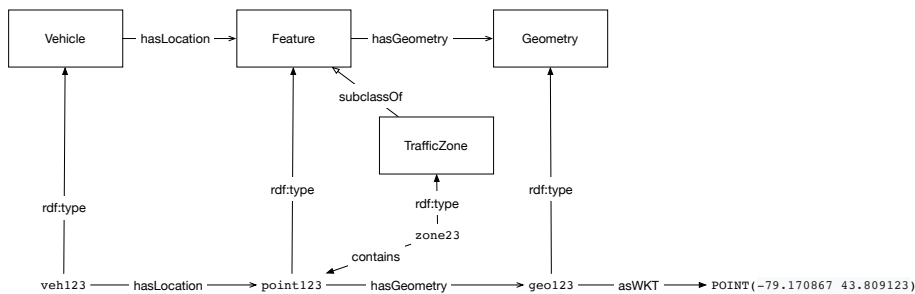 Vehicle hasLocation Feature hasGeometry Geometry
subclassOf
TrafficZone
rdf:type rdf:type rdf:type rdf:type
zone23
contains
veh123 hasLocation point123 hasGeometry geo123 asWKT POINT(-79.170867 43.809123)